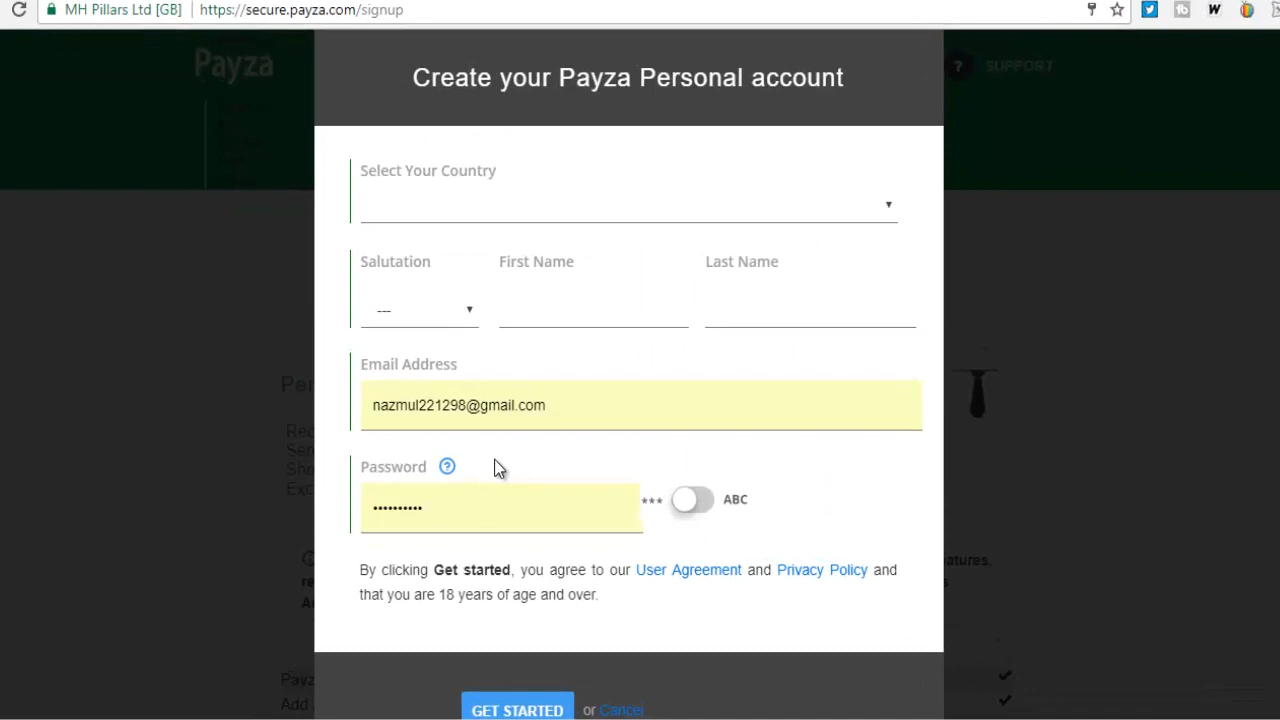 MH Pillars Ltd [GB] https://secure.payza.com/signup
Payza
? SUPPORT
Create your Payza Personal account
Select Your Country
Salutation First Name Last Name
---
Email Address
nazmul221298@gmail.com
Password ?
•••••••••• *** ABC
By clicking Get started, you agree to our User Agreement and Privacy Policy and
that you are 18 years of age and over.
GET STARTED or Cancel